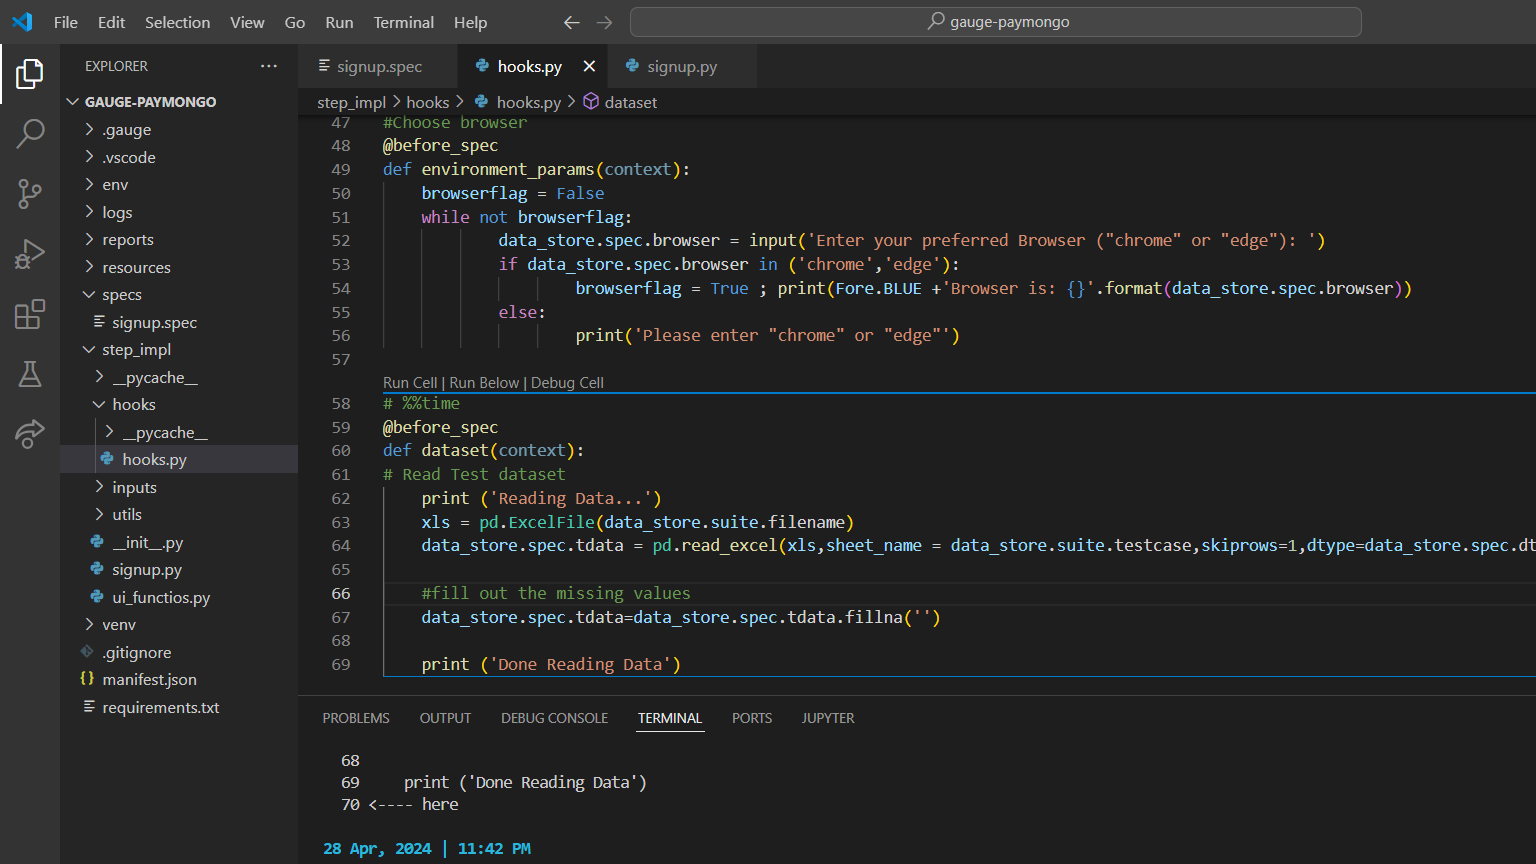 File Edit Selection View Go Run Terminal Help
gauge-paymongo
EXPLORER ...
GAUGE-PAYMONGO
.gauge
.vscode
env
logs
reports
resources
specs
signup.spec
step_impl
__pycache__
hooks
__pycache__
hooks.py
inputs
utils
__init__.py
signup.py
ui_functios.py
venv
.gitignore
manifest.json
requirements.txt
signup.spec hooks.py signup.py
step_impl > hooks > hooks.py > dataset
47 #Choose browser
48 @before_spec
49 def environment_params(context):
50 browserflag = False
51 while not browserflag:
52 data_store.spec.browser = input('Enter your preferred Browser ("chrome" or "edge"): ')
53 if data_store.spec.browser in ('chrome','edge'):
54 browserflag = True ; print(Fore.BLUE +'Browser is: {}'.format(data_store.spec.browser))
55 else:
56 print('Please enter "chrome" or "edge"')
57
Run Cell | Run Below | Debug Cell
58 # %%time
59 @before_spec
60 def dataset(context):
61 # Read Test dataset
62 print ('Reading Data...')
63 xls = pd.ExcelFile(data_store.suite.filename)
64 data_store.spec.tdata = pd.read_excel(xls,sheet_name = data_store.suite.testcase,skiprows=1,dtype=data_store.spec.dt
65
66 #fill out the missing values
67 data_store.spec.tdata=data_store.spec.tdata.fillna('')
68
69 print ('Done Reading Data')
PROBLEMS OUTPUT DEBUG CONSOLE TERMINAL PORTS JUPYTER
68
69 print ('Done Reading Data')
70 <---- here
28 Apr, 2024 | 11:42 PM